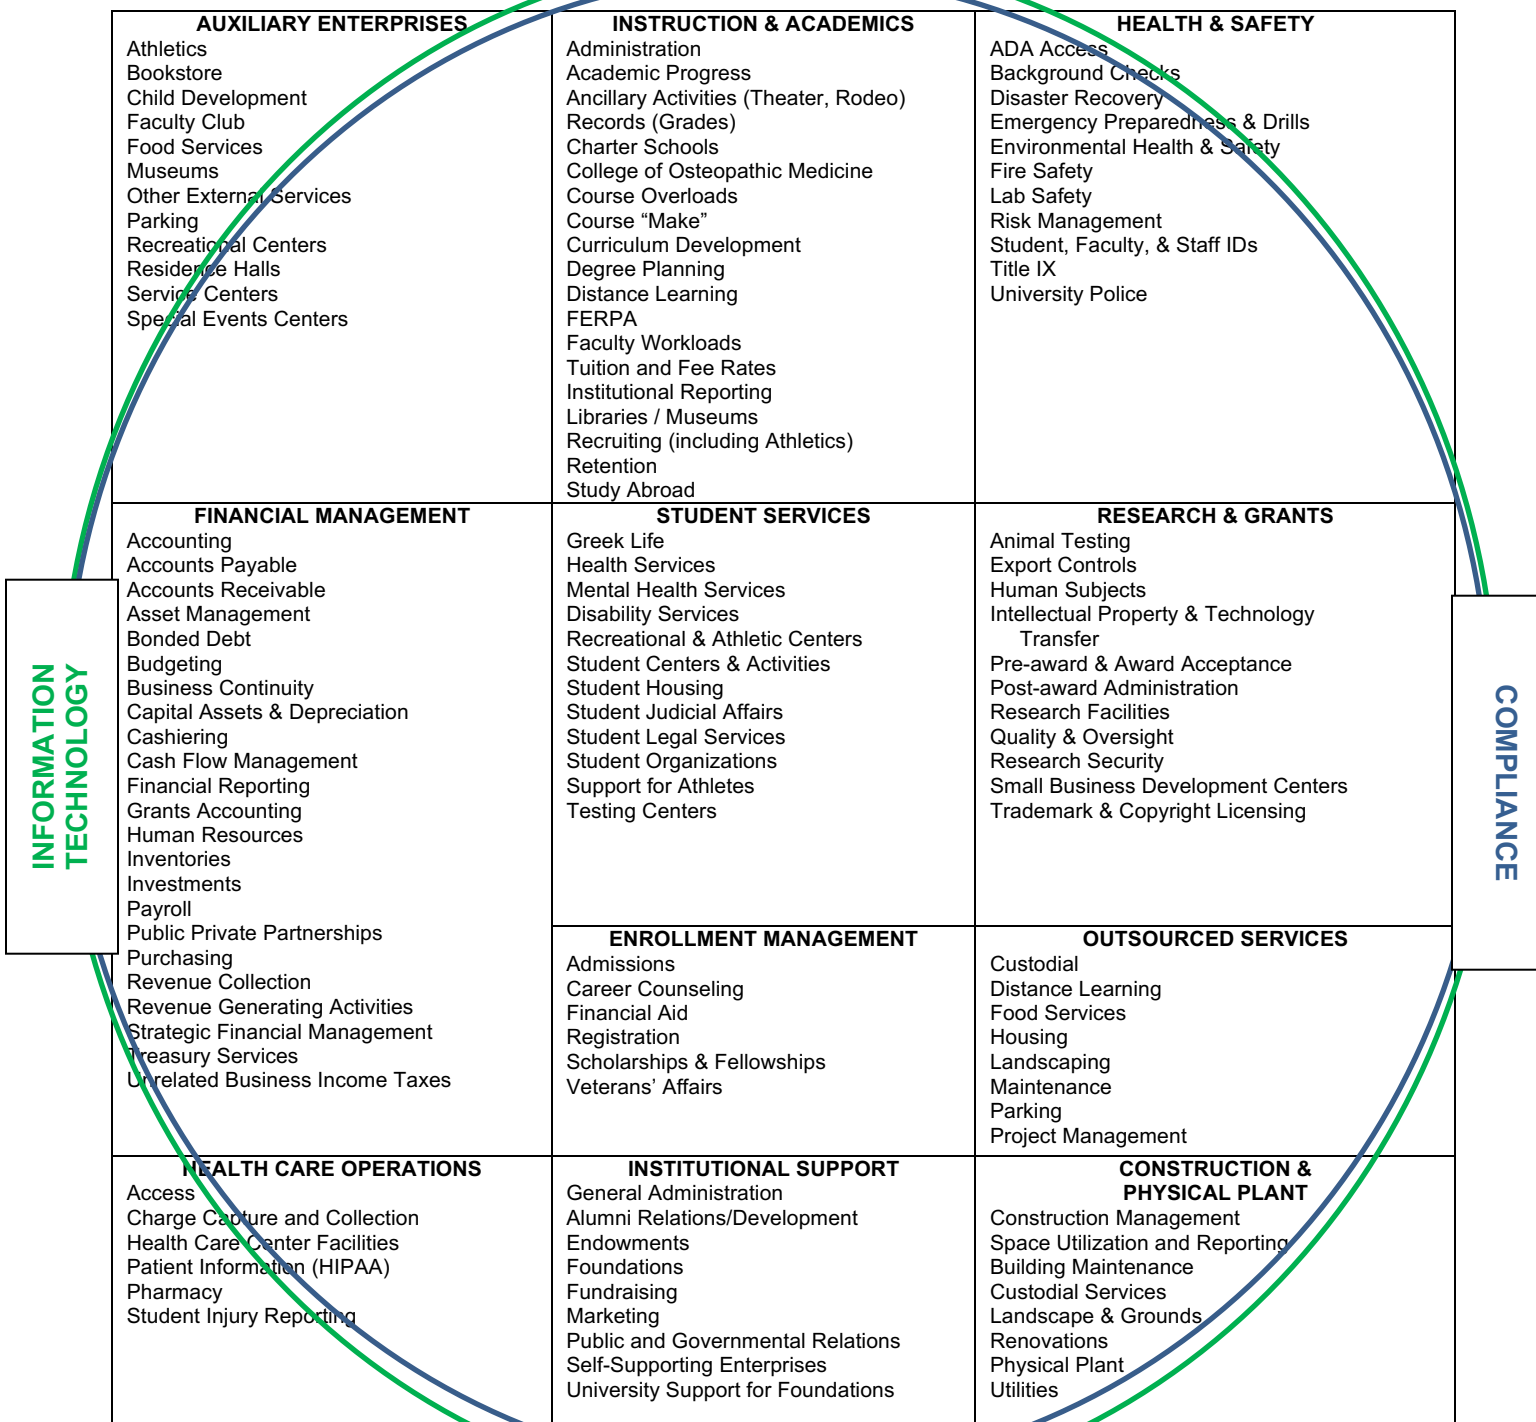 AUXILIARY ENTERPRISES
Athletics
Bookstore
Child Development
Faculty Club
Food Services
Museums
Other External Services
Parking
Recreational Centers
Residence Halls
Service Centers
Special Events Centers
INSTRUCTION & ACADEMICS
Administration
Academic Progress
Ancillary Activities (Theater, Rodeo)
Records (Grades)
Charter Schools
College of Osteopathic Medicine
Course Overloads
Course “Make”
Curriculum Development
Degree Planning
Distance Learning
FERPA
Faculty Workloads
Tuition and Fee Rates
Institutional Reporting
Libraries / Museums
Recruiting (including Athletics)
Retention
Study Abroad
HEALTH & SAFETY
ADA Access
Background Checks
Disaster Recovery
Emergency Preparedness & Drills
Environmental Health & Safety
Fire Safety
Lab Safety
Risk Management
Student, Faculty, & Staff IDs
Title IX
University Police
INFORMATION
TECHNOLOGY
FINANCIAL MANAGEMENT
Accounting
Accounts Payable
Accounts Receivable
Asset Management
Bonded Debt
Budgeting
Business Continuity
Capital Assets & Depreciation
Cashiering
Cash Flow Management
Financial Reporting
Grants Accounting
Human Resources
Inventories
Investments
Payroll
Public Private Partnerships
Purchasing
Revenue Collection
Revenue Generating Activities
Strategic Financial Management
Treasury Services
Unrelated Business Income Taxes
STUDENT SERVICES
Greek Life
Health Services
Mental Health Services
Disability Services
Recreational & Athletic Centers
Student Centers & Activities
Student Housing
Student Judicial Affairs
Student Legal Services
Student Organizations
Support for Athletes
Testing Centers
RESEARCH & GRANTS
Animal Testing
Export Controls
Human Subjects
Intellectual Property & Technology
Transfer
Pre-award & Award Acceptance
Post-award Administration
Research Facilities
Quality & Oversight
Research Security
Small Business Development Centers
Trademark & Copyright Licensing
COMPLIANCE
ENROLLMENT MANAGEMENT
Admissions
Career Counseling
Financial Aid
Registration
Scholarships & Fellowships
Veterans’ Affairs
OUTSOURCED SERVICES
Custodial
Distance Learning
Food Services
Housing
Landscaping
Maintenance
Parking
Project Management
HEALTH CARE OPERATIONS
Access
Charge Capture and Collection
Health Care Center Facilities
Patient Information (HIPAA)
Pharmacy
Student Injury Reporting
INSTITUTIONAL SUPPORT
General Administration
Alumni Relations/Development
Endowments
Foundations
Fundraising
Marketing
Public and Governmental Relations
Self-Supporting Enterprises
University Support for Foundations
CONSTRUCTION &
PHYSICAL PLANT
Construction Management
Space Utilization and Reporting
Building Maintenance
Custodial Services
Landscape & Grounds
Renovations
Physical Plant
Utilities